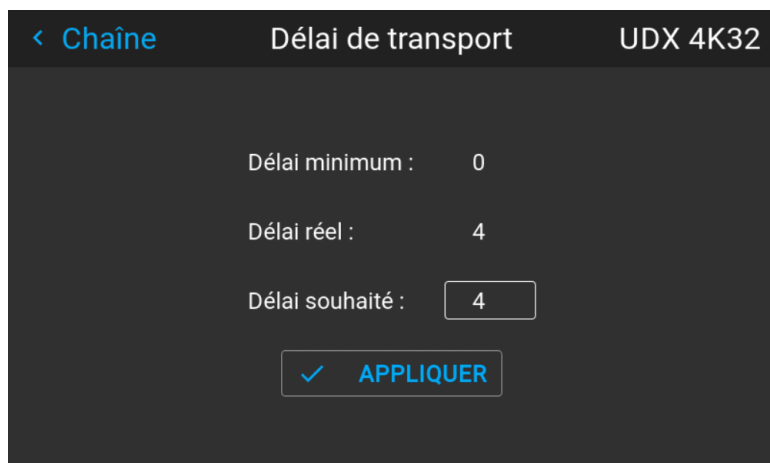 < Chaîne Délai de transport UDX 4K32
Délai minimum : 0
Délai réel : 4
Délai souhaité : 4
APPLIQUER